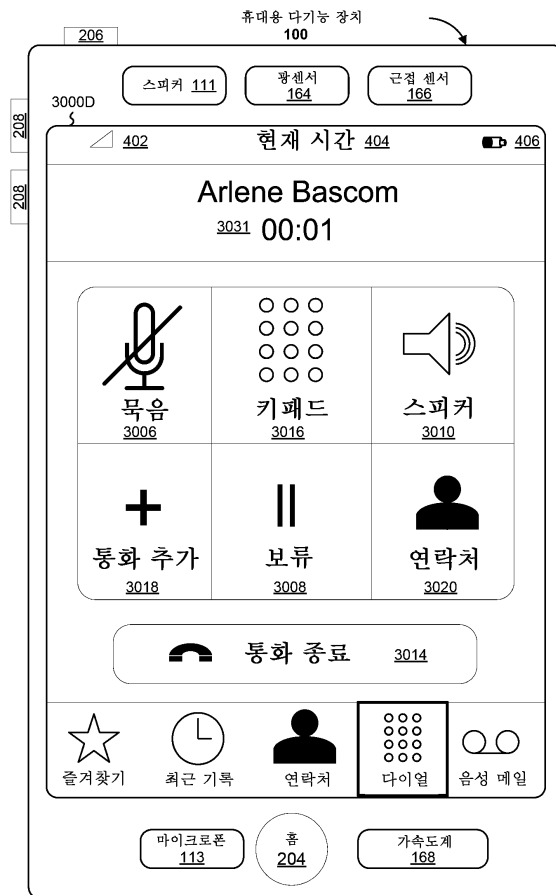 휴대용 다기능 장치
100
206
스피커 111
광센서
164
근접 센서
166
3000D
208
208
402
현재 시간 404
406
Arlene Bascom
3031 00:01
묵음
3006
키패드
3016
스피커
3010
통화 추가
3018
보류
3008
연락처
3020
통화 종료 3014
즐겨찾기
최근 기록
연락처
다이얼
음성 메일
마이크로폰
113
홈
204
가속도계
168